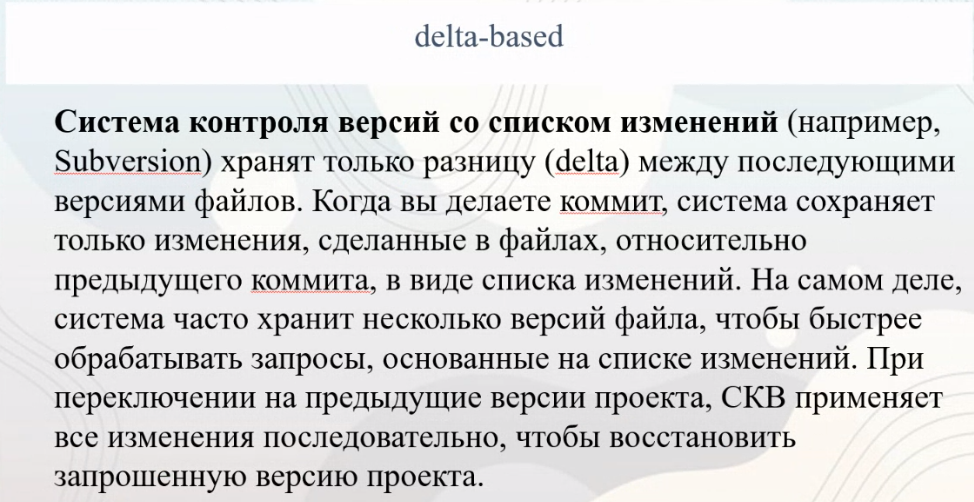 delta-based
Система контроля версий со списком изменений (например,
Subversion) хранят только разницу (delta) между последующими
версиями файлов. Когда вы делаете коммит, система сохраняет
только изменения, сделанные в файлах, относительно
предыдущего коммита, в виде списка изменений. На самом деле,
система часто хранит несколько версий файла, чтобы быстрее
обрабатывать запросы, основанные на списке изменений. При
переключении на предыдущие версии проекта, СКВ применяет
все изменения последовательно, чтобы восстановить
запрошенную версию проекта.